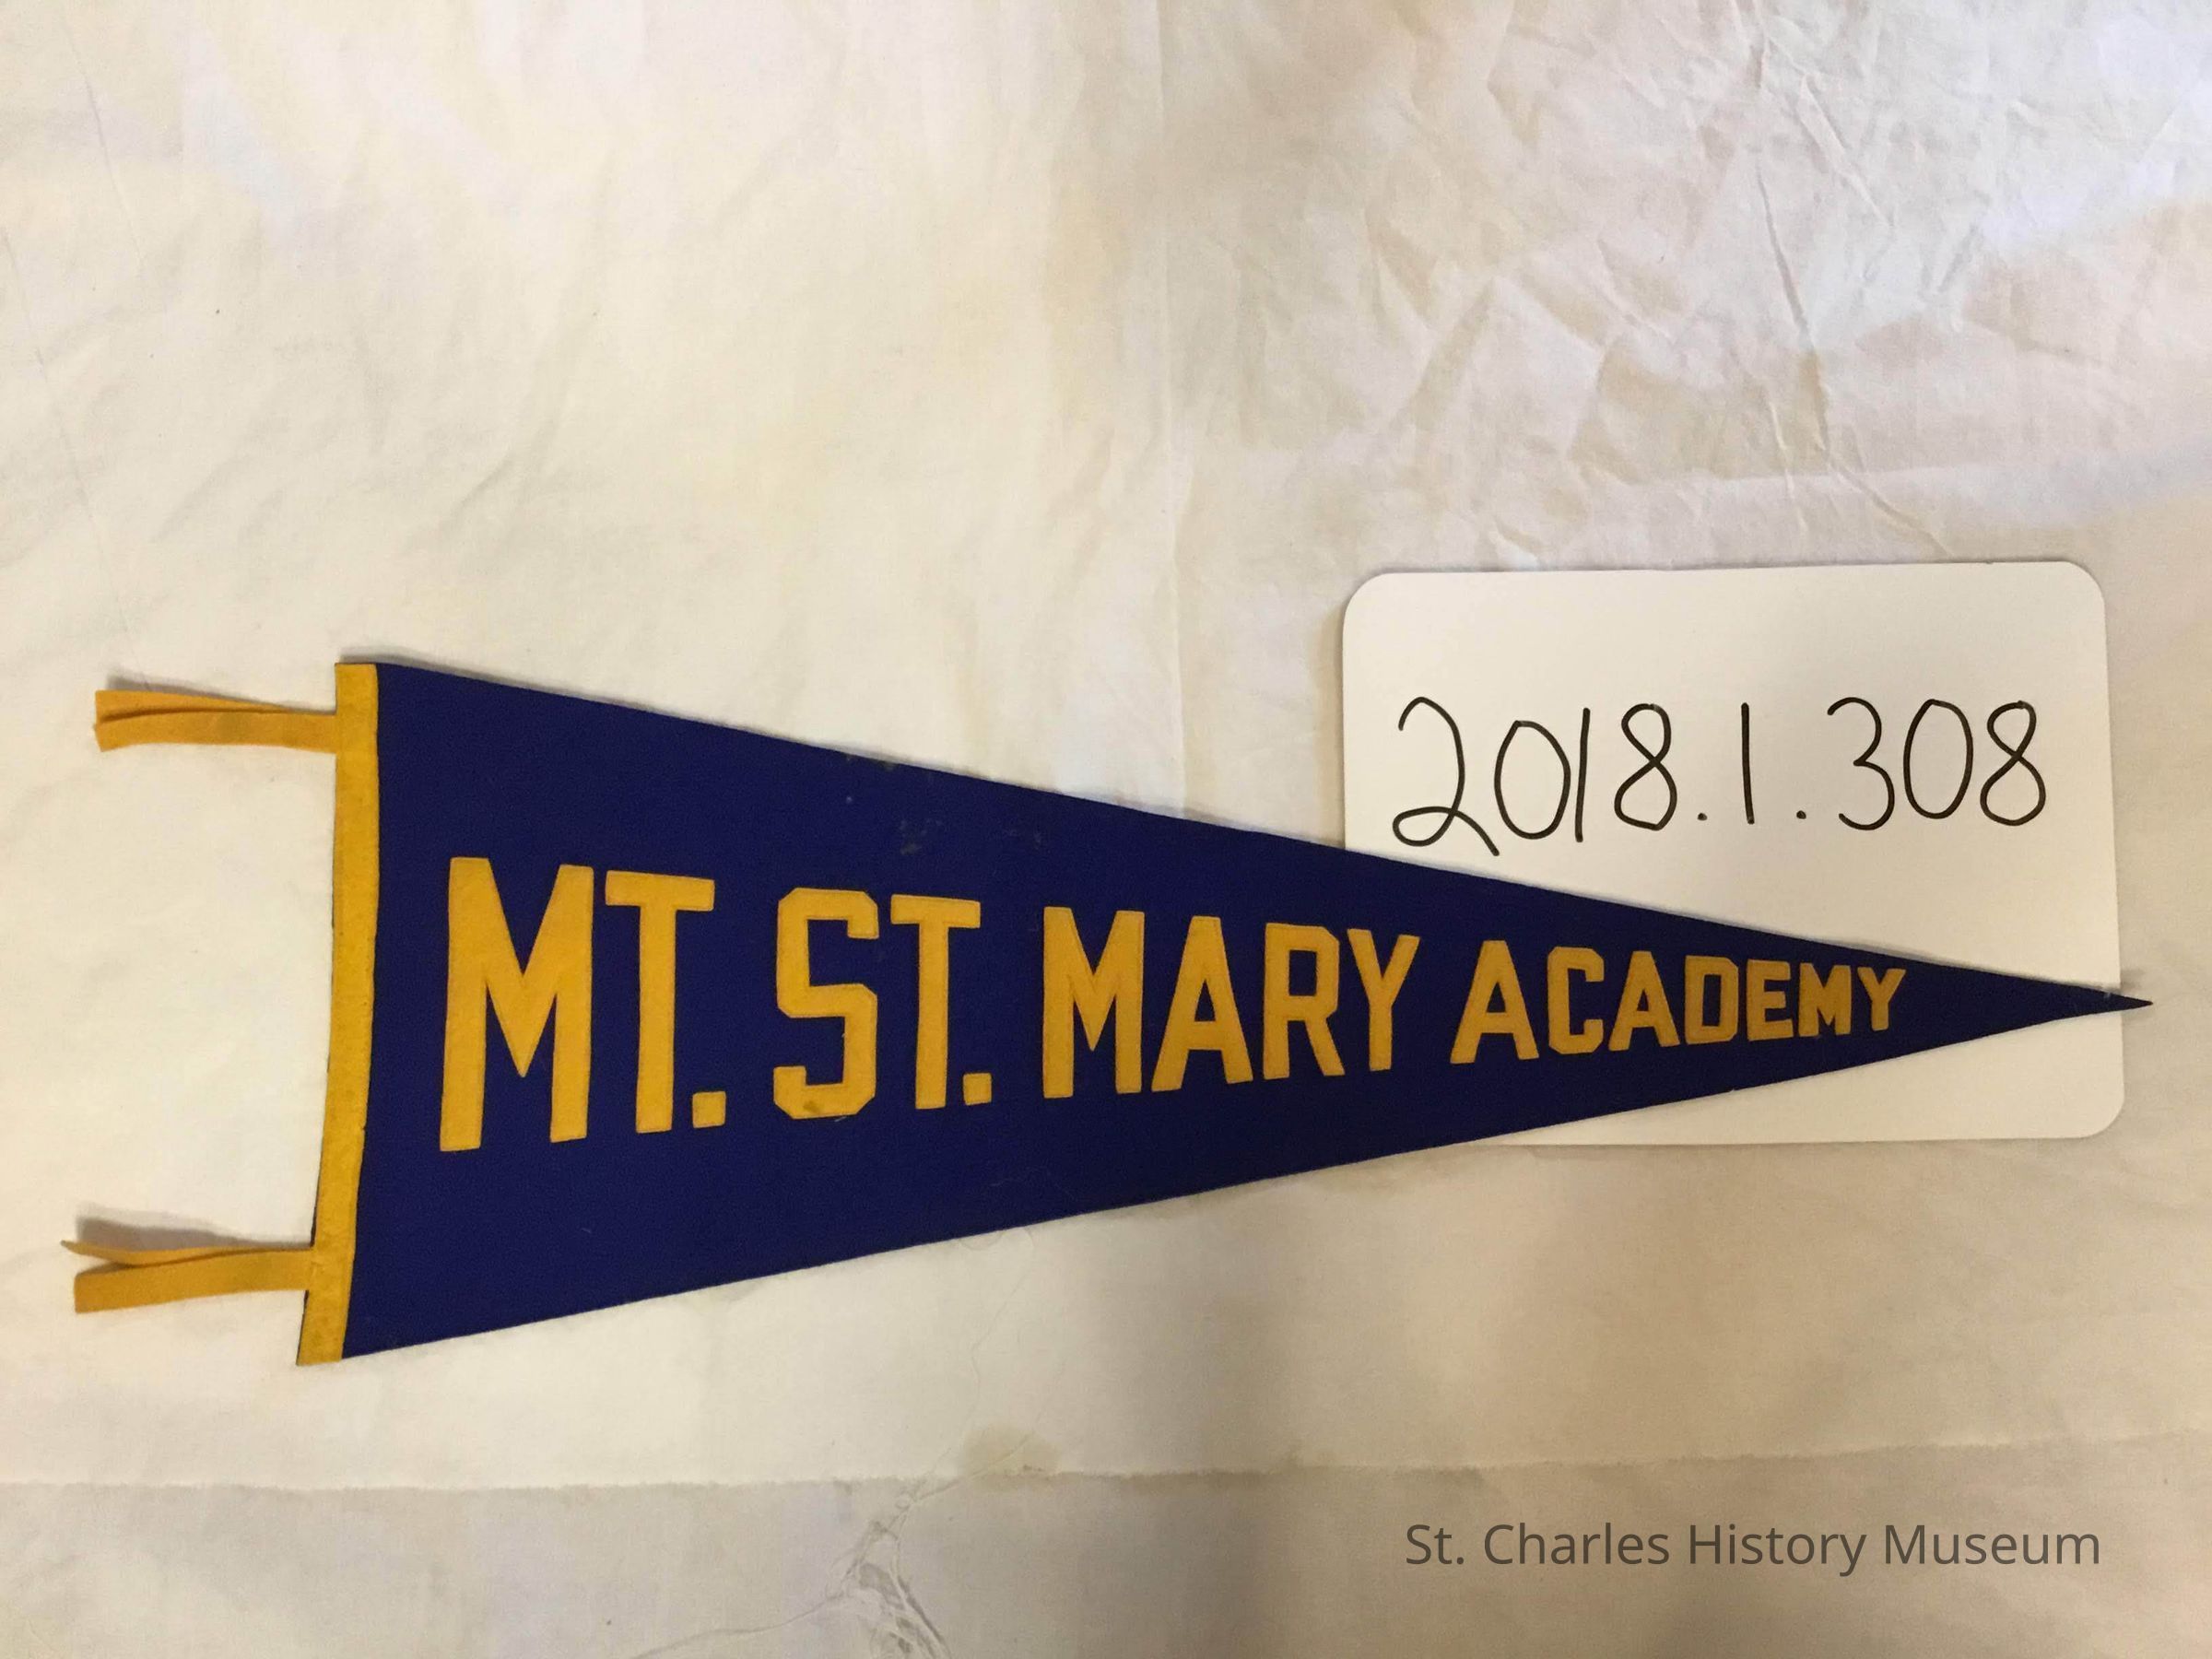 2018.1.308
MT. ST. MARY ACADEMY
St. Charles History Museum